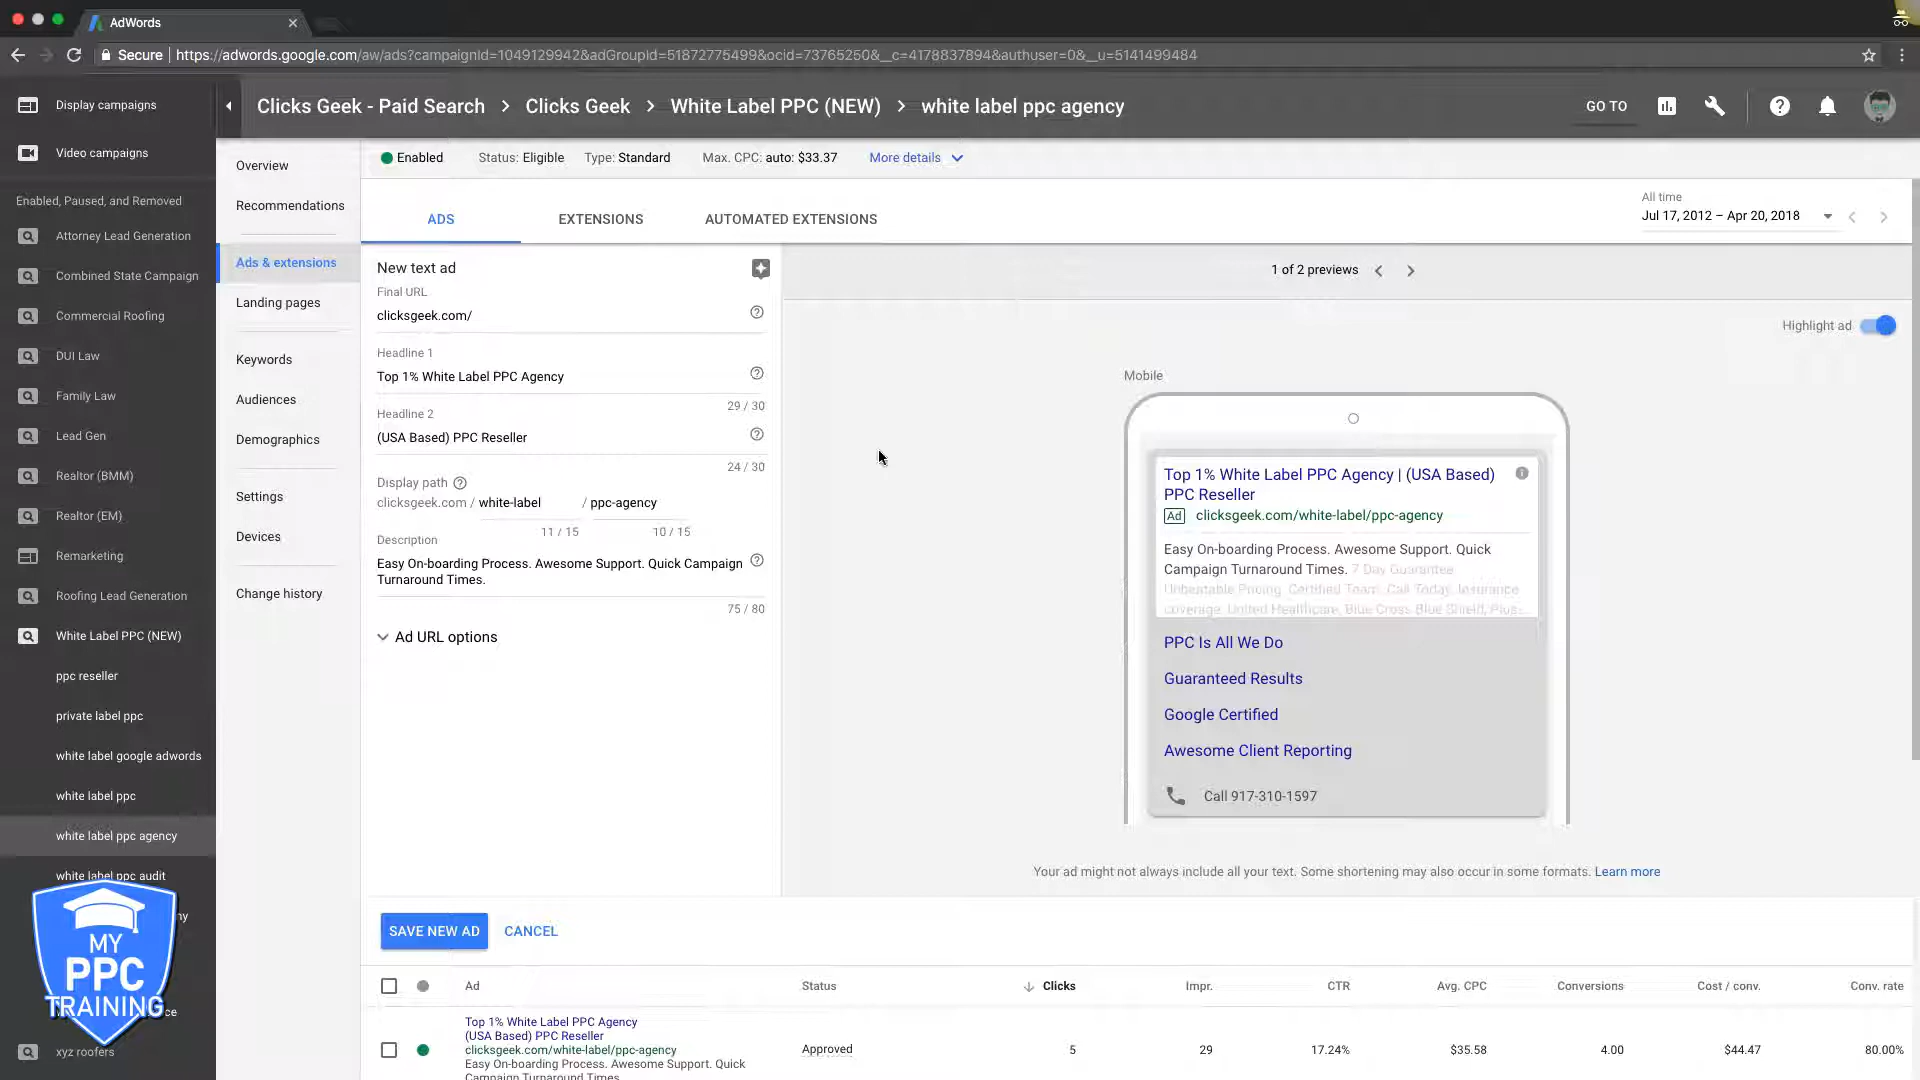 AdWords
Secure
https://adwords.google.com/aw/ads?campaignId=1049129942&adGroupId=51872775499&ocid=73765250&__c=4178837894&authuser=0&__u=5141499484
Display campaigns
Video campaigns
Enabled, Paused, and Removed
Attorney Lead Generation
Combined State Campaign
Commercial Roofing
DUI Law
Family Law
Lead Gen
Realtor (BMM)
Realtor (EM)
Remarketing
Roofing Lead Generation
White Label PPC (NEW)
ppc reseller
private label ppc
white label google adwords
white label ppc
white label ppc agency
white label ppc audit
ny
ce
xyz roofers
MY
PPC
TRAINING
Clicks Geek - Paid Search > Clicks Geek > White Label PPC (NEW) > white label ppc agency
GO TO
Overview
Recommendations
Ads & extensions
Landing pages
Keywords
Audiences
Demographics
Settings
Devices
Change history
Enabled Status: Eligible Type: Standard Max. CPC: auto: $33.37 More details
ADS EXTENSIONS AUTOMATED EXTENSIONS
All time
Jul 17, 2012 – Apr 20, 2018
New text ad
Final URL
clicksgeek.com/
Headline 1
Top 1% White Label PPC Agency
29 / 30
Headline 2
(USA Based) PPC Reseller
24 / 30
Display path
clicksgeek.com / white-label / ppc-agency
11 / 15 10 / 15
Description
Easy On-boarding Process. Awesome Support. Quick Campaign
Turnaround Times.
75 / 80
Ad URL options
1 of 2 previews
Highlight ad
Mobile
Top 1% White Label PPC Agency | (USA Based)
PPC Reseller
Ad clicksgeek.com/white-label/ppc-agency
Easy On-boarding Process. Awesome Support. Quick
Campaign Turnaround Times. 7 Day Guarantee
Unbeatable Pricing, Certified Team, Call Today. Insurance
coverage, United Healthcare, Blue Cross Blue Shield, Plus...
PPC Is All We Do
Guaranteed Results
Google Certified
Awesome Client Reporting
Call 917-310-1597
Your ad might not always include all your text. Some shortening may also occur in some formats. Learn more
SAVE NEW AD CANCEL
Ad Status Clicks Impr. CTR Avg. CPC Conversions Cost / conv. Conv. rate
Top 1% White Label PPC Agency
(USA Based) PPC Reseller
clicksgeek.com/white-label/ppc-agency
Easy On-boarding Process. Awesome Support. Quick
Campaign Turnaround Times.
Approved 5 29 17.24% $35.58 4.00 $44.47 80.00%